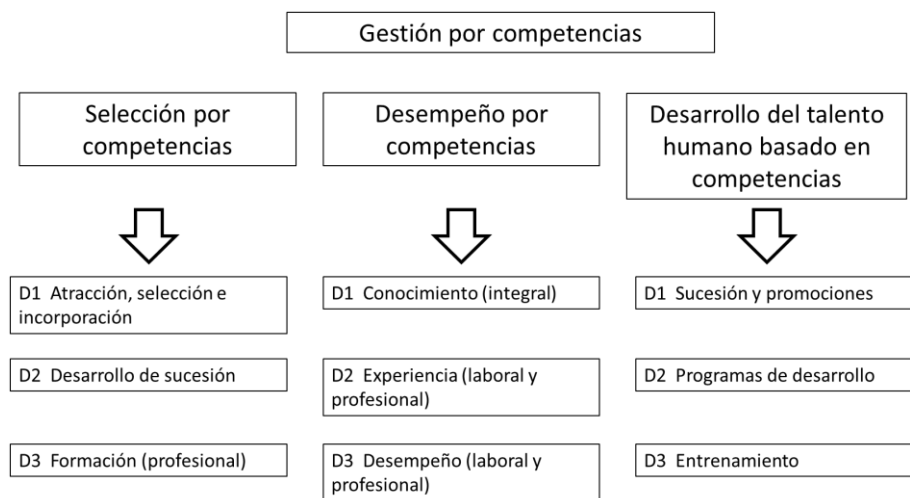 Gestión por competencias
Selección por
competencias
Desempeño por
competencias
Desarrollo del talento
humano basado en
competencias
D1 Atracción, selección e
incorporación
D1 Conocimiento (integral)
D1 Sucesión y promociones
D2 Desarrollo de sucesión
D2 Experiencia (laboral y
profesional)
D2 Programas de desarrollo
D3 Formación (profesional)
D3 Desempeño (laboral y
profesional)
D3 Entrenamiento